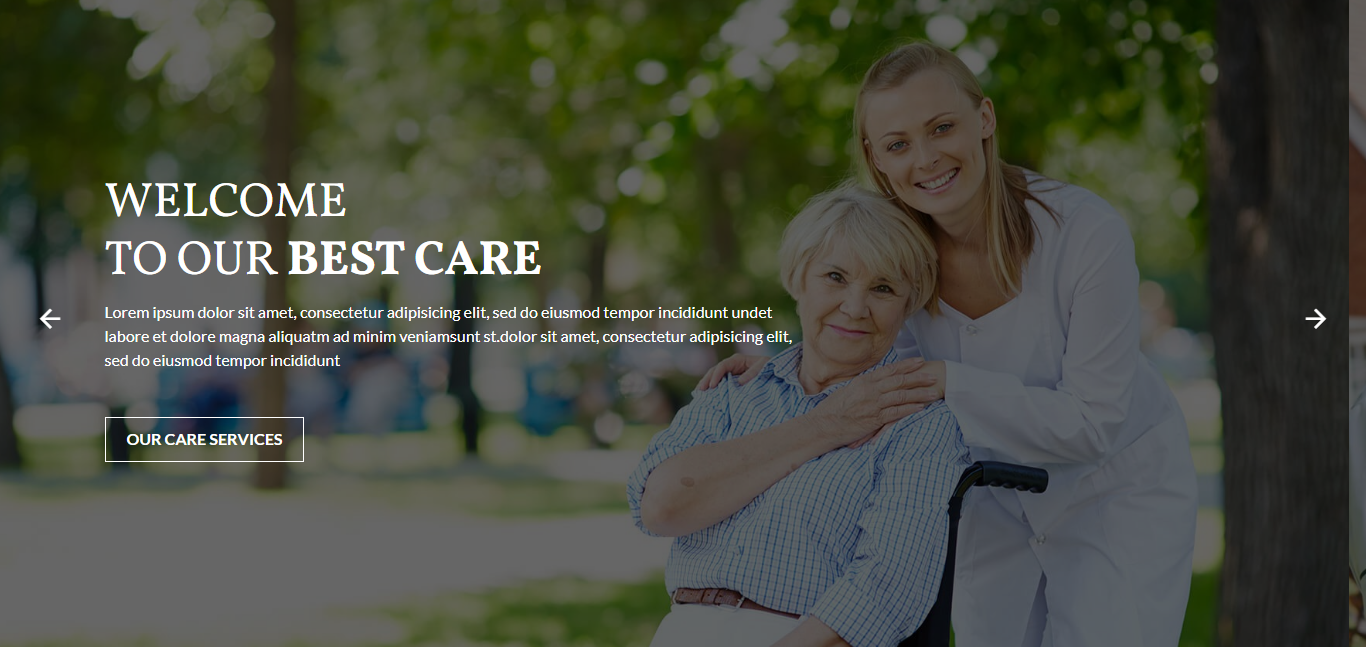 WELCOME
TO OUR BEST CARE
Lorem ipsum dolor sit amet, consectetur adipisicing elit, sed do eiusmod tempor incididunt undet
labore et dolore magna aliquatm ad minim veniamsunt st.dolor sit amet, consectetur adipisicing elit,
sed do eiusmod tempor incididunt
OUR CARE SERVICES